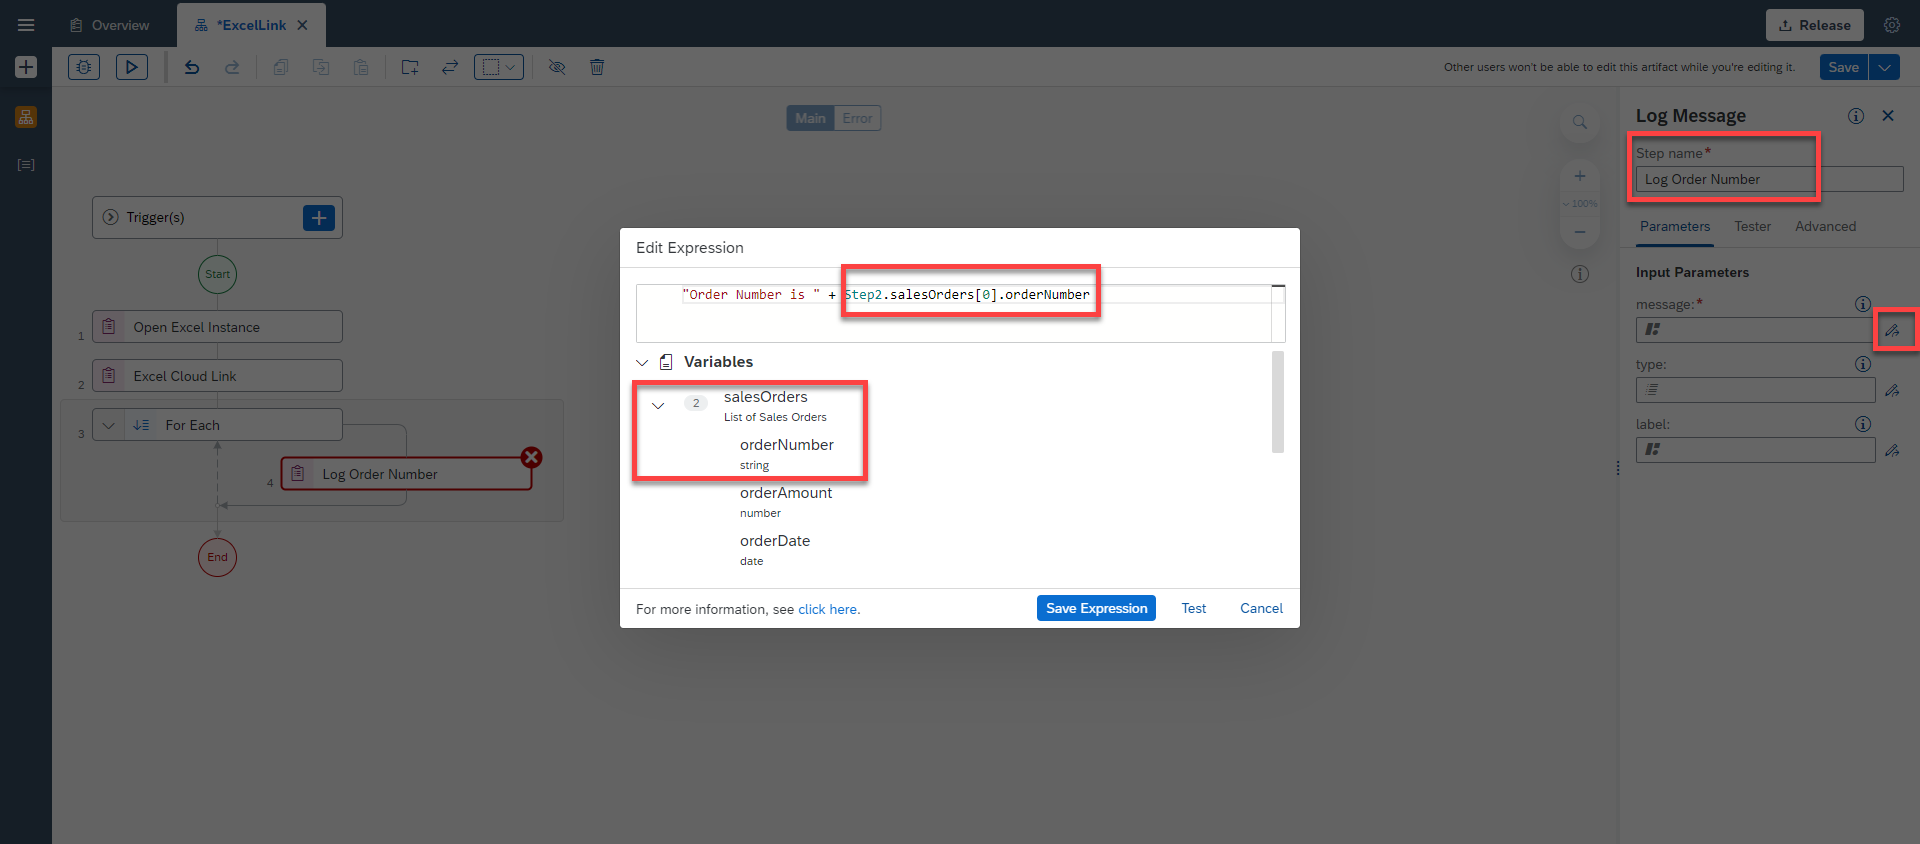 Overview
*ExcelLink
Release
Other users won't be able to edit this artifact while you're editing it.
Save
Main
Error
Trigger(s)
Start
1
Open Excel Instance
2
Excel Cloud Link
3
For Each
4
Log Order Number
End
100%
Edit Expression
"Order Number is " + Step2.salesOrders[0].orderNumber
Variables
2
salesOrders
List of Sales Orders
orderNumber
string
orderAmount
number
orderDate
date
For more information, see click here.
Save Expression
Test
Cancel
Log Message
Step name*
Log Order Number
Parameters
Tester
Advanced
Input Parameters
message:*
type:
label: